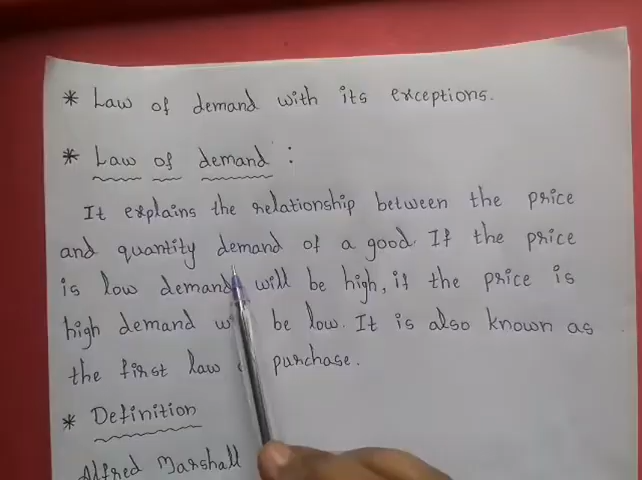 * Law of demand with its exceptions.
* Law of demand :
It explains the relationship between the price
and quantity demand of a good. If the price
is low demand will be high, if the price is
high demand w be low. It is also known as
the first law purchase.
* Definition
Alfred Marshall